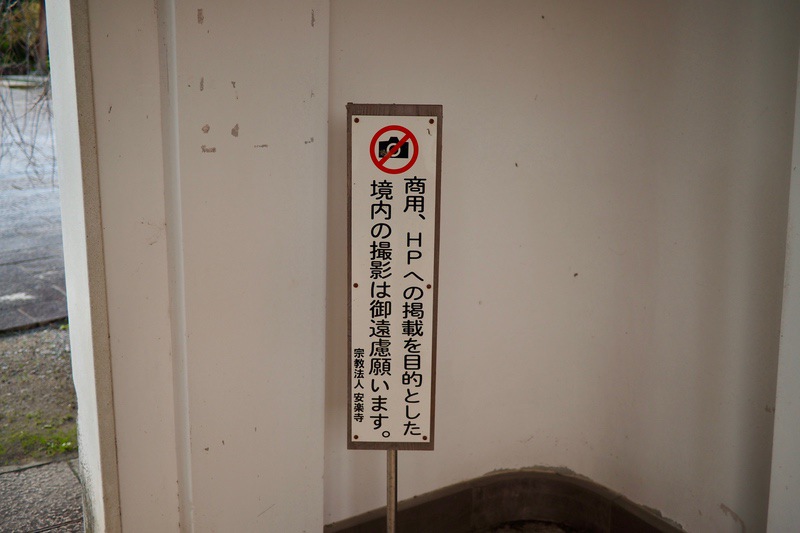 商用、HPへの掲載を目的とした
境内の撮影は御遠慮願います。
宗教法人 安楽寺